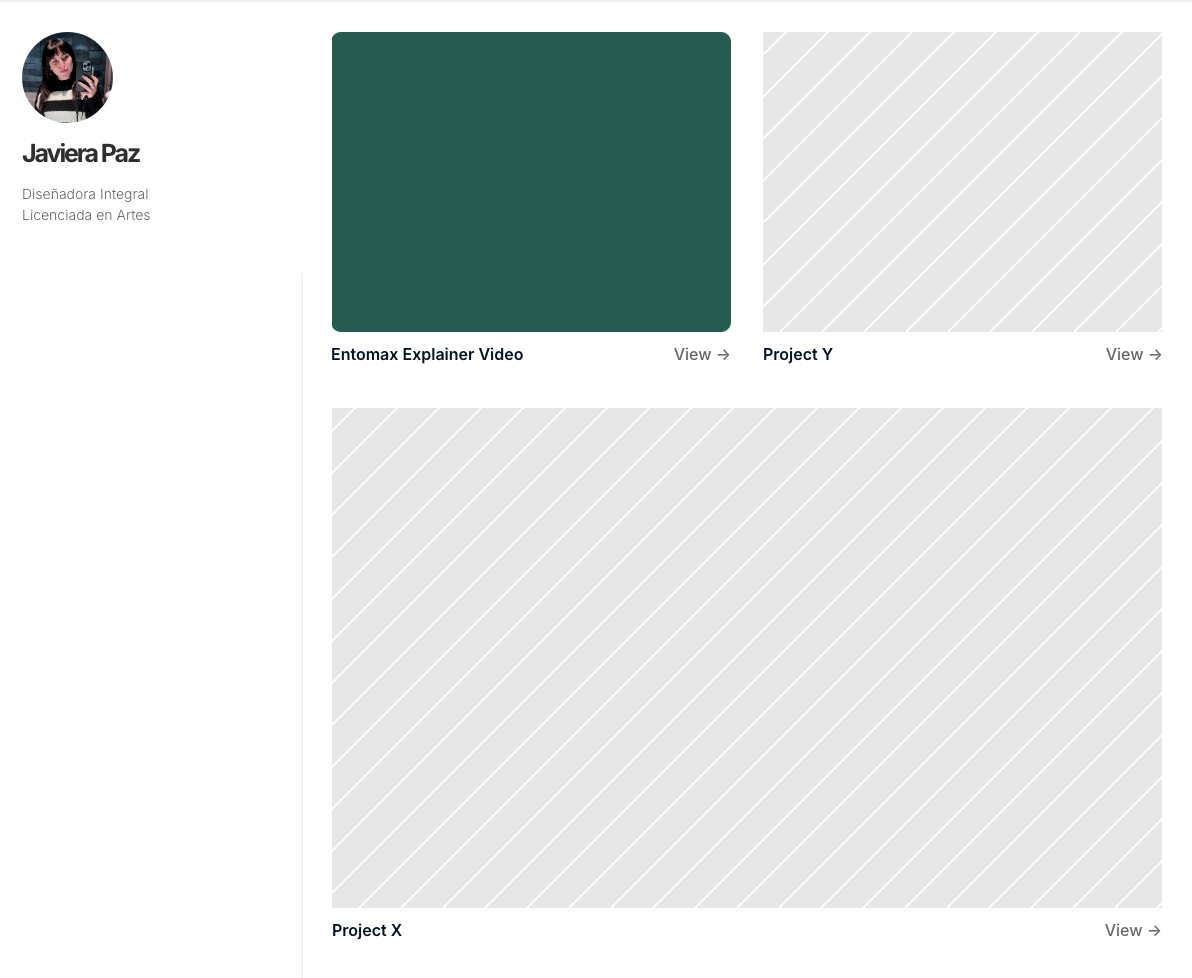 Javiera Paz
Diseñadora Integral
Licenciada en Artes
Entomax Explainer Video
View →
Project Y
View →
Project X
View →